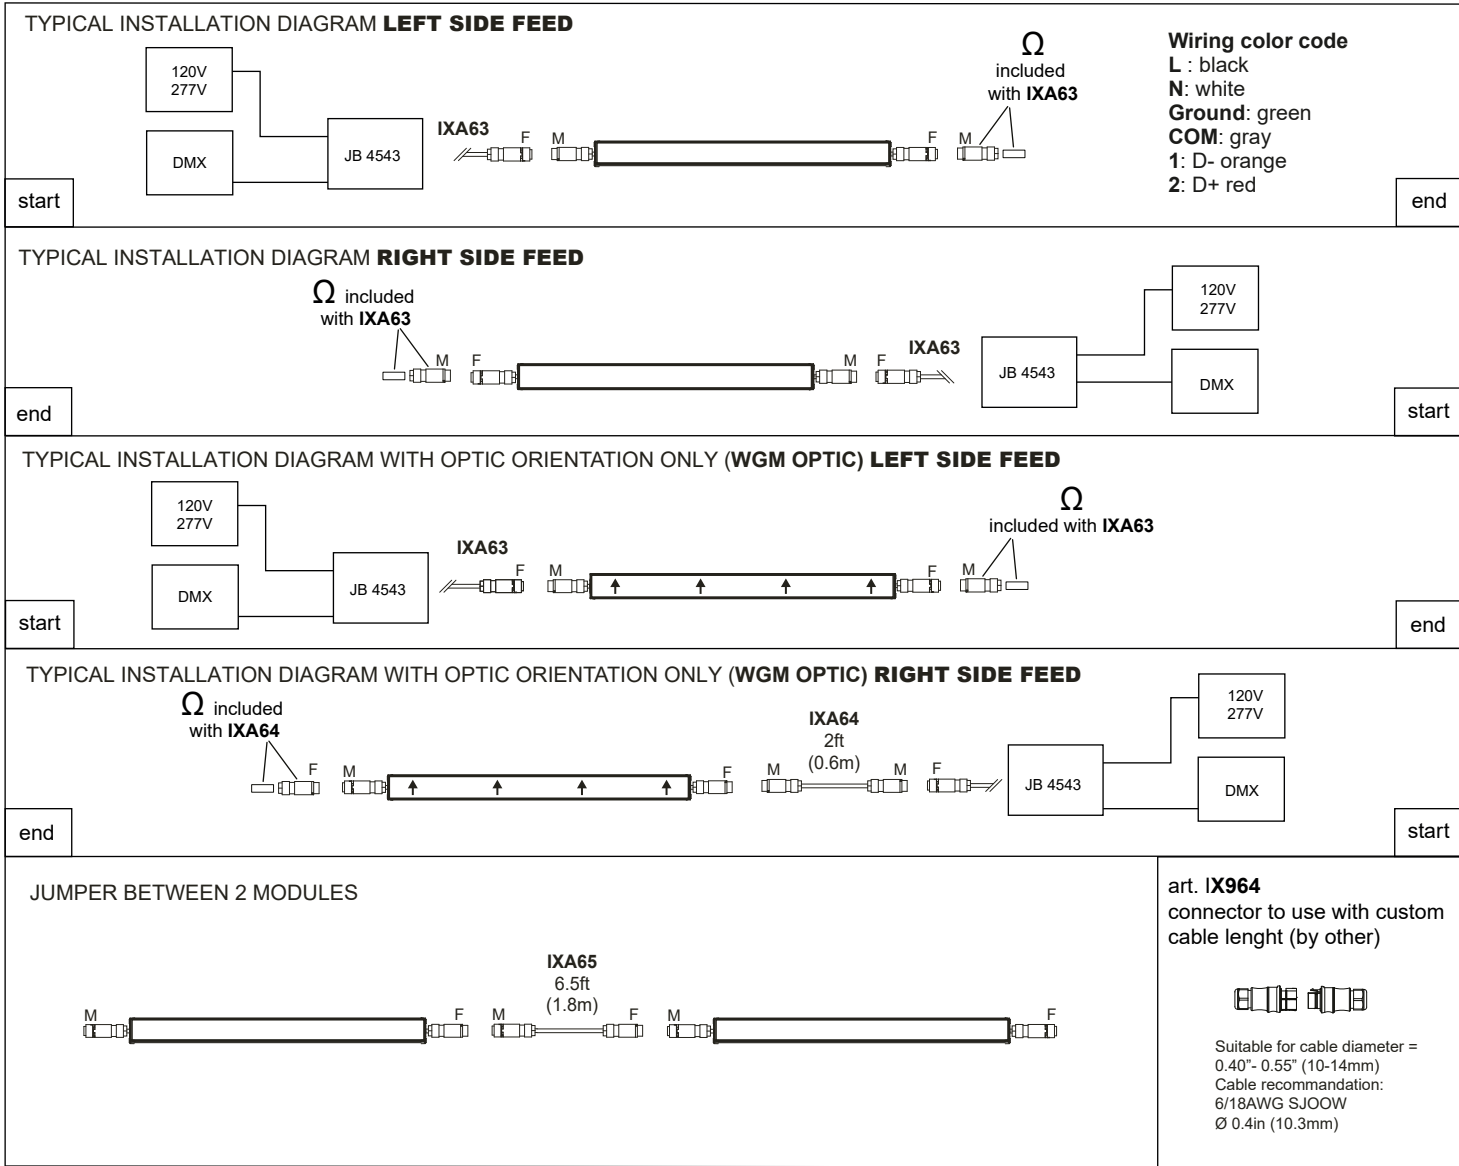 TYPICAL INSTALLATION DIAGRAM LEFT SIDE FEED
120V
277V
DMX
JB 4543
IXA63
F
M
F
M
Ω
included
with IXA63
Wiring color code
L : black
N: white
Ground: green
COM: gray
1: D- orange
2: D+ red
start
end
TYPICAL INSTALLATION DIAGRAM RIGHT SIDE FEED
Ω included
with IXA63
M
F
M
F
IXA63
JB 4543
120V
277V
DMX
end
start
TYPICAL INSTALLATION DIAGRAM WITH OPTIC ORIENTATION ONLY (WGM OPTIC) LEFT SIDE FEED
120V
277V
DMX
JB 4543
IXA63
F
M
F
M
Ω
included with IXA63
start
end
TYPICAL INSTALLATION DIAGRAM WITH OPTIC ORIENTATION ONLY (WGM OPTIC) RIGHT SIDE FEED
Ω included
with IXA64
F
M
F
IXA64
2ft
(0.6m)
M
M
F
JB 4543
120V
277V
DMX
end
start
JUMPER BETWEEN 2 MODULES
M
F
IXA65
6.5ft
(1.8m)
M
F
M
F
art. IX964
connector to use with custom
cable lenght (by other)
Suitable for cable diameter =
0.40”- 0.55” (10-14mm)
Cable recommandation:
6/18AWG SJOOW
Ø 0.4in (10.3mm)